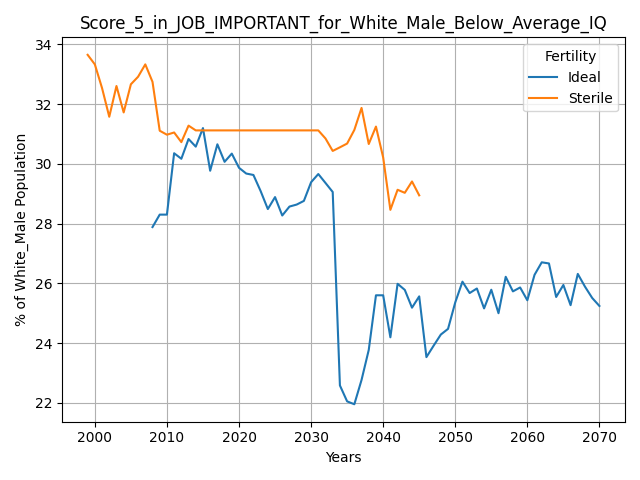 Score_5_in_JOB_IMPORTANT_for_White_Male_Below_Average_IQ
Fertility
Ideal
Sterile
% of White_Male Population
34
32
30
28
26
24
22
2000 2010 2020 2030 2040 2050 2060 2070
Years